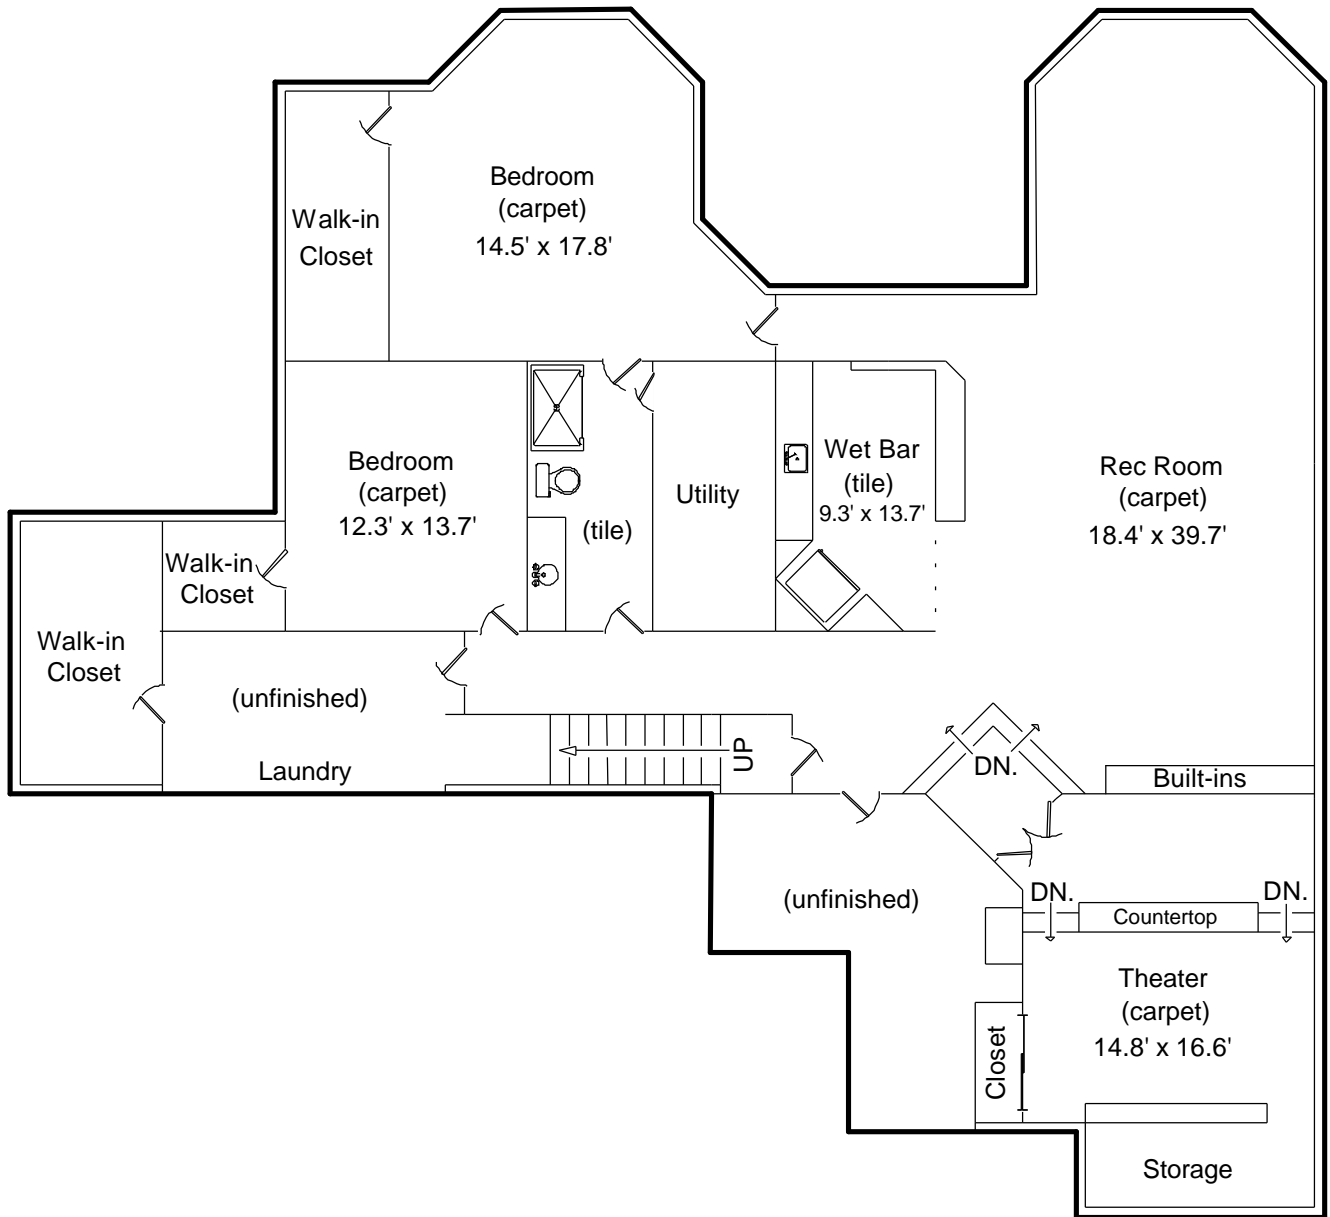 Bedroom
(carpet)
14.5' x 17.8'
Walk-in
Closet
Bedroom
(carpet)
12.3' x 13.7'
(tile)
Utility
Wet Bar
(tile)
9.3' x 13.7'
Rec Room
(carpet)
18.4' x 39.7'
Walk-in
Closet
Walk-in
Closet
(unfinished)
Laundry
UP
DN.
Built-ins
(unfinished)
DN.
DN.
Countertop
Theater
(carpet)
14.8' x 16.6'
Closet
Storage